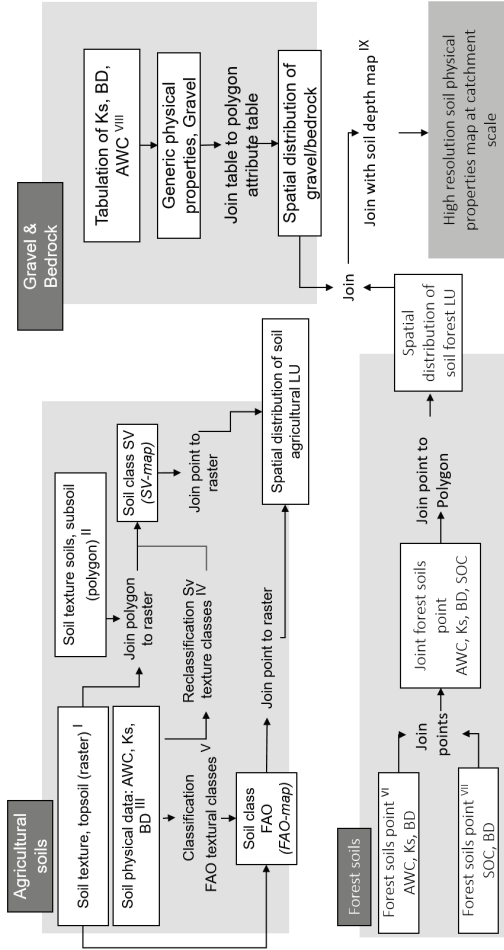 Agricultural
soils
Soil texture, topsoil (raster) I
Soil physical data: AWC, Ks,
BD III
Soil texture soils, subsoil
(polygon) II
Join polygon
to raster
Soil class SV
(SV-map)
Reclassification Sv
texture classes IV
Classification V
FAO textural classes
Join point to
raster
Soil class
FAO
(FAO-map)
Join point to raster
Spatial distribution of soil
agricultural LU
Gravel &
Bedrock
Tabulation of Ks, BD,
AWC VIII
Generic physical
properties, Gravel
Join table to polygon
attribute table
Spatial distribution of
gravel/bedrock
Join
Join with soil depth map IX
High resolution soil physical
properties map at catchment
scale
Forest soils
Forest soils point VI
AWC, Ks, BD
Forest soils point VII
SOC, BD
Join
points
Joint forest soils
point
AWC, Ks, BD, SOC
Join point to
Polygon
Spatial
distribution of
soil forest LU